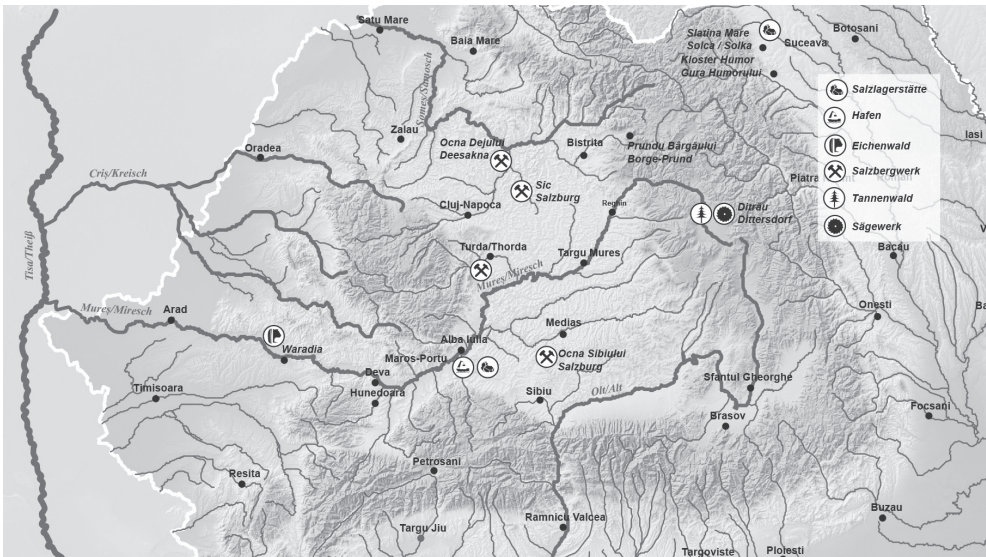 Satu Mare
Baia Mare
Slatina Mare
Solca / Solka
Suceava
Botosani
Kloster Humor
Gura Humorului
Someș/Somosch
Salzlagerstätte
Hafen
Eichenwald
Salzbergwerk
Tannenwald
Sägewerk
Iasi
Zalau
Oradea
Ocna Dejului
Deesakna
Bistrita
Prundu Bârgăului
Borge-Prund
Criș/Kreisch
Sic
Salzburg
Cluj-Napoca
Reghin
Ditrău
Dittersdorf
Piatra
Turda/Thorda
Targu Mures
Bacau
Tisa/Theiß
Mureș/Miresch
Mureș/Miresch
Arad
Onesti
Medias
Alba Iulia
Waradia
Maros-Portu
Ocna Sibiului
Salzburg
Deva
Hunedoara
Timisoara
Sibiu
Olt/Alt
Sfantul Gheorghe
Brasov
Focsani
Petrosani
Resita
Targu Jiu
Ramnicu Valcea
Buzau
Targoviste
Ploiesti